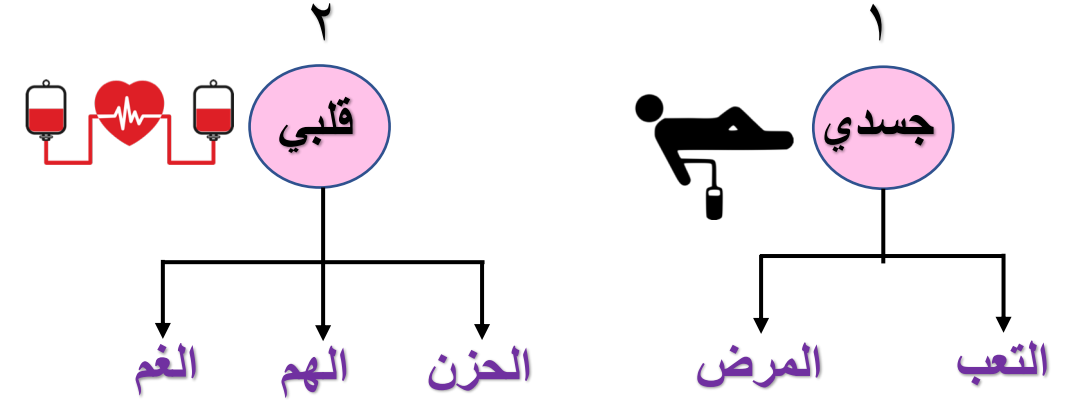 ١
جسدي
التعب
المرض
٢
قلبي
الحزن
الهم
الغم